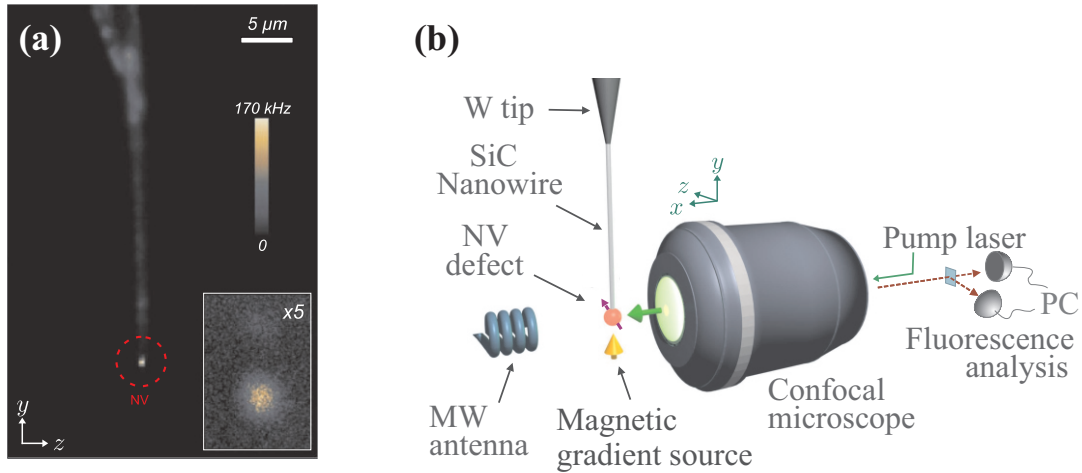 (a)
5 μm
170 kHz
0
x5
NV
y
z
(b)
W tip
SiC
Nanowire
NV
defect
y
z
x
Pump laser
PC
Fluorescence
analysis
Confocal
microscope
MW
antenna
Magnetic
gradient source